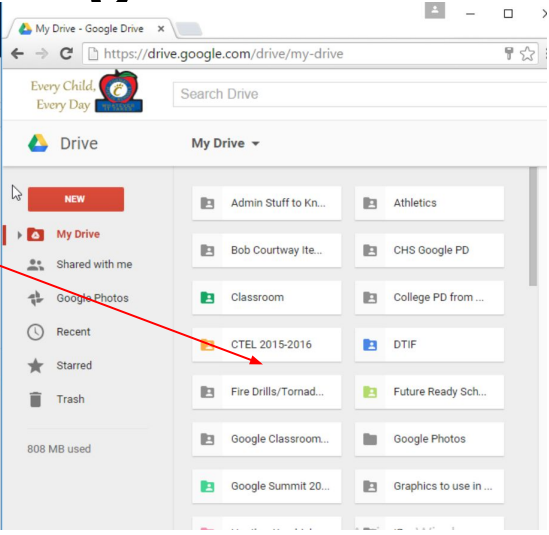 My Drive - Google Drive
https://drive.google.com/drive/my-drive
Every Child,
Every Day
Search Drive
Drive
My Drive
NEW
My Drive
Shared with me
Google Photos
Recent
Starred
Trash
808 MB used
Admin Stuff to Kn...
Athletics
Bob Courtway Ite...
CHS Google PD
Classroom
College PD from ...
CTEL 2015-2016
DTIF
Fire Drills/Tornad...
Future Ready Sch...
Google Classroom...
Google Photos
Google Summit 20...
Graphics to use in ...